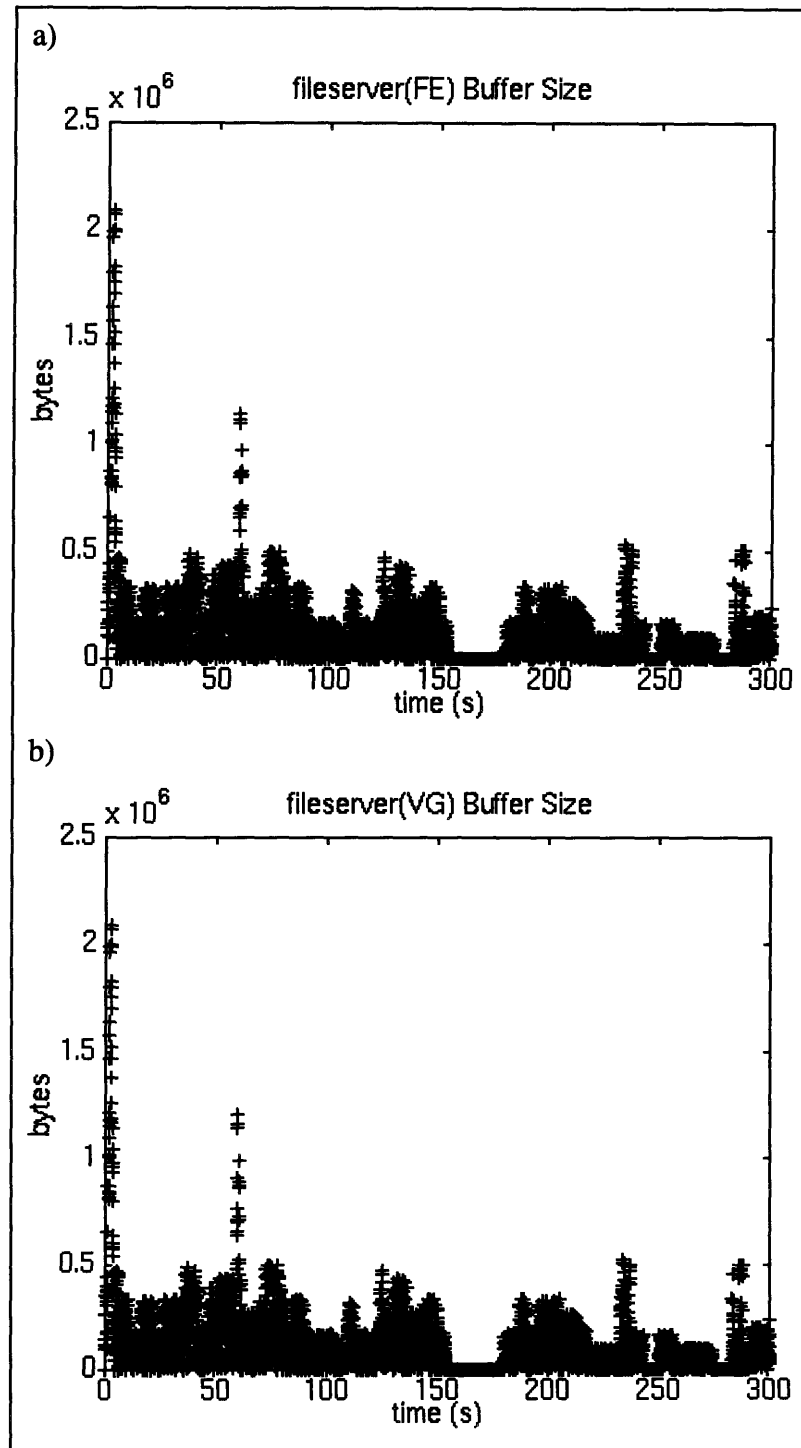 a)
x 10^6
fileserver(FE) Buffer Size
2.5
2
1.5
1
0.5
0
bytes
0 50 100 150 200 250 300
time (s)
b)
x 10^6
fileserver(VG) Buffer Size
2.5
2
1.5
1
0.5
0
bytes
0 50 100 150 200 250 300
time (s)